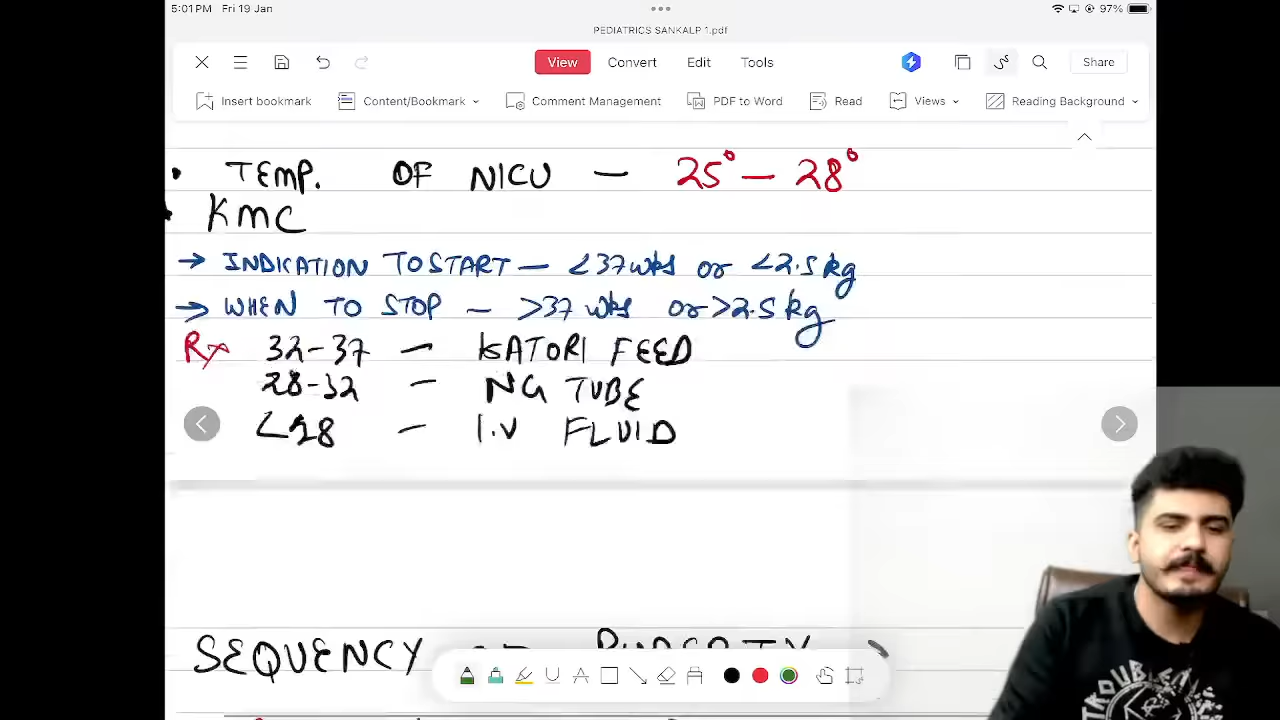 5:01 PM Fri 19 Jan
97%
PEDIATRICS SANKALP 1.pdf
View Convert Edit Tools Share
Insert bookmark Content/Bookmark Comment Management PDF to Word Read Views Reading Background
• TEMP. OF NICU — 25° — 28°
• KMC
→ INDICATION TO START — <37 wks or <2.5 kg
→ WHEN TO STOP — >37 wks or >2.5 kg
Rx 32-37 — KATORI FEED
28-32 — NG TUBE
<28 — I.V FLUID
SEQUENCY
TROUBLE